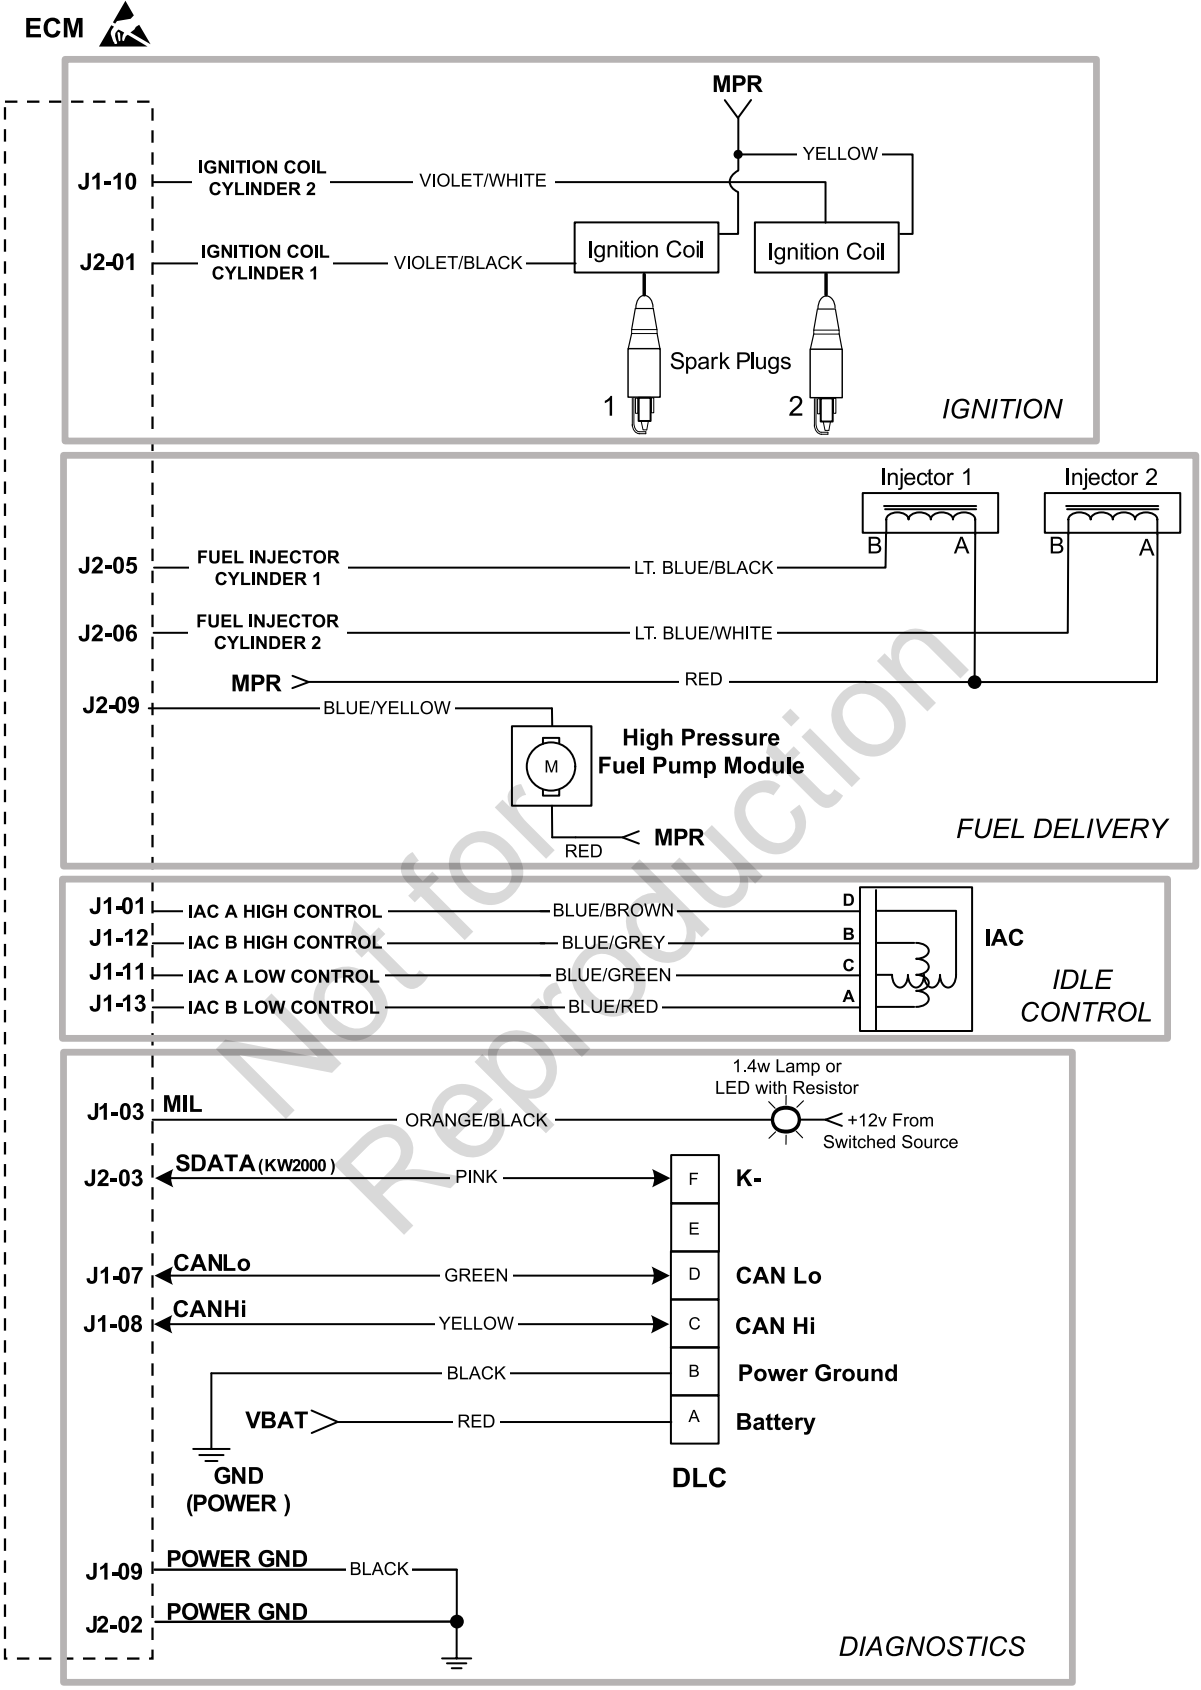 ECM
MPR
YELLOW
J1-10
IGNITION COIL
CYLINDER 2
VIOLET/WHITE
J2-01
IGNITION COIL
CYLINDER 1
VIOLET/BLACK
Ignition Coil
Ignition Coil
Spark Plugs
1
2
IGNITION
Injector 1
Injector 2
B
A
B
A
J2-05
FUEL INJECTOR
CYLINDER 1
LT. BLUE/BLACK
J2-06
FUEL INJECTOR
CYLINDER 2
LT. BLUE/WHITE
MPR
RED
J2-09
BLUE/YELLOW
M
High Pressure
Fuel Pump Module
RED
MPR
FUEL DELIVERY
J1-01
IAC A HIGH CONTROL
BLUE/BROWN
D
J1-12
IAC B HIGH CONTROL
BLUE/GREY
B
IAC
J1-11
IAC A LOW CONTROL
BLUE/GREEN
C
J1-13
IAC B LOW CONTROL
BLUE/RED
A
IDLE
CONTROL
1.4w Lamp or
LED with Resistor
J1-03
MIL
ORANGE/BLACK
+12v From
Switched Source
J2-03
SDATA (KW2000 )
PINK
F
K-
E
J1-07
CANLo
GREEN
D
CAN Lo
J1-08
CANHi
YELLOW
C
CAN Hi
BLACK
B
Power Ground
VBAT
RED
A
Battery
GND
(POWER )
DLC
J1-09
POWER GND
BLACK
J2-02
POWER GND
DIAGNOSTICS
Not for
Reproduction